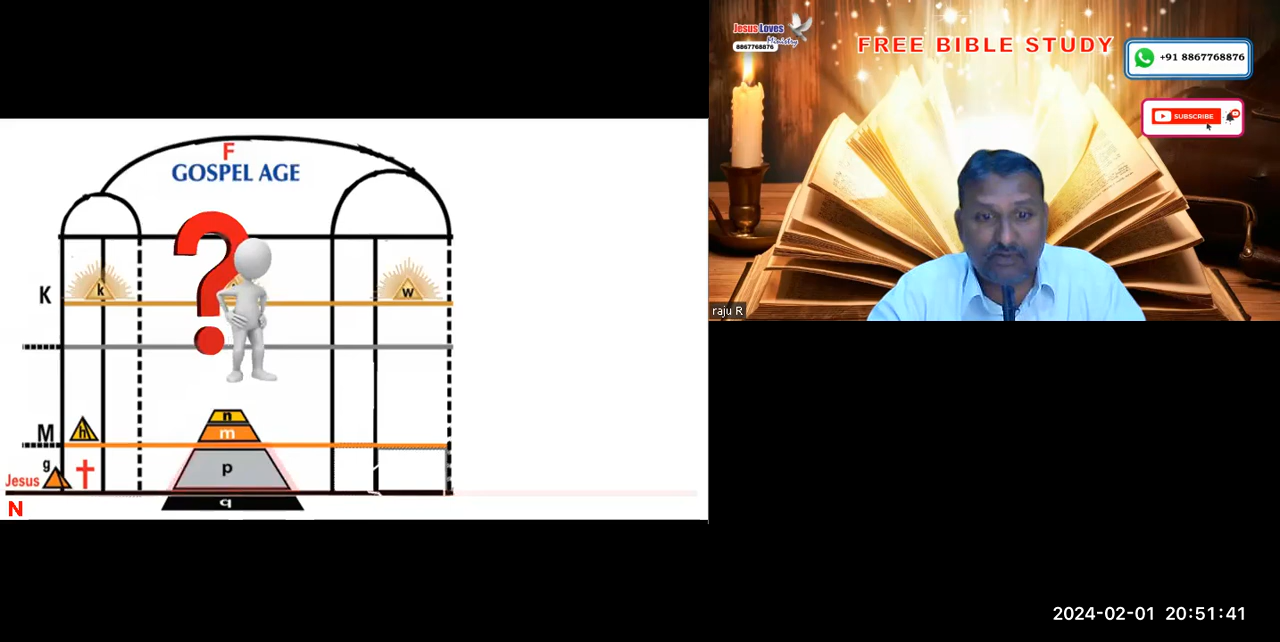 F
GOSPEL AGE
K
k
w
M
h
n
m
g
Jesus
p
N
q
Jesus Loves
Ministry
8867768876
FREE BIBLE STUDY
+91 8867768876
SUBSCRIBE
raju R
2024-02-01 20:51:41